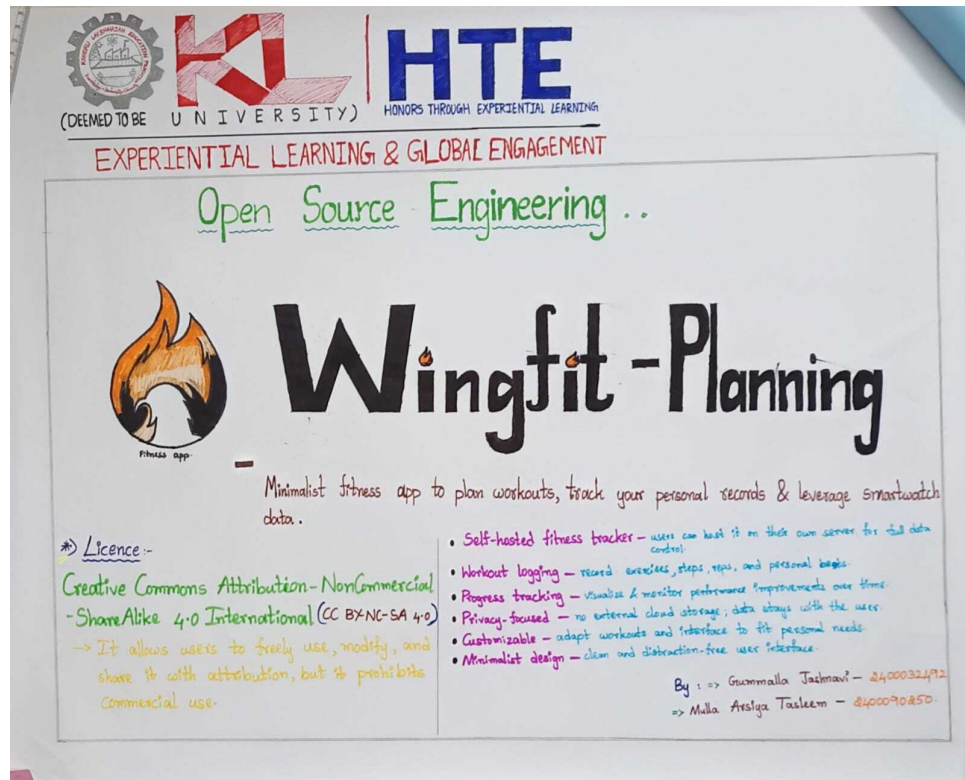 KONERU LAKSHMAIAH EDUCATION
KL
HTE
(DEEMED TO BE UNIVERSITY)
HONORS THROUGH EXPERIENTIAL LEARNING
EXPERIENTIAL LEARNING & GLOBAL ENGAGEMENT
Open Source Engineering..
Wingfit-Planning
Fitness app.
Minimalist fitness app to plan workouts, track your personal records & leverage smartwatch
data.
*) Licence:-
Creative Commons Attribution-NonCommercial
-ShareAlike 4.0 International (CC BY-NC-SA 4.0)
→ It allows users to freely use, modify, and
share it with attribution, but it prohibits
commercial use.
• Self-hosted fitness tracker - users can host it on their own server for full data
control.
• Workout logging - record exercises, steps, reps, and personal
• Progress tracking - visualise & monitor performance improvements over time.
• Privacy-focused - no external cloud storage; data stays with the user.
• Customizable - adapt workouts and interface to fit personal needs.
• Minimalist design - clean and distraction-free user interface.
By : => Gummalla Jashnavi - 2400032492
=> Mulla Arsiya Tasleem - 2400090250.